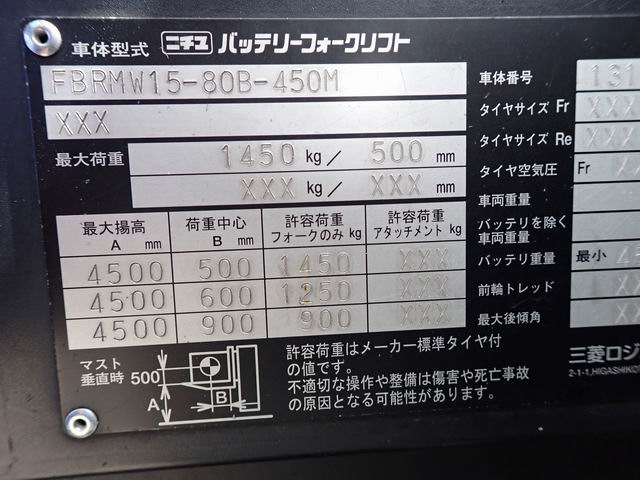 車体型式 ニチユ バッテリーフォークリフト
FBRMW15-80B-450M
XXX
最大荷重 1450 kg/ 500 mm
XXX kg/ XXX mm
最大揚高 A mm 荷重中心 B mm 許容荷重 フォークのみ kg 許容荷重 アタッチメント kg
4500 500 1450 XXX
4500 600 1250 XXX
4500 900 900 XXX
マスト垂直時 500 A B
許容荷重はメーカー標準タイヤ付
の値です。
不適切な操作や整備は傷害や死亡事故
の原因となる可能性があります。
車体番号 131
タイヤサイズ Fr XXX
タイヤサイズ Re XXX
タイヤ空気圧 Fr
車両重量
バッテリを除く
車両重量
バッテリ重量 最小
前輪トレッド XX
最大後傾角 XX
三菱ロジ
2-1-1,HIGASHIKO